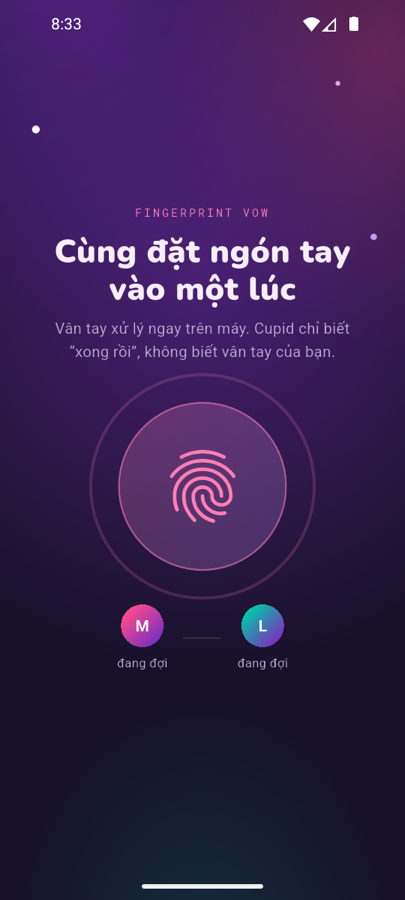 8:33
FINGERPRINT VOW
Cùng đặt ngón tay
vào một lúc
Vân tay xử lý ngay trên máy. Cupid chỉ biết
“xong rồi”, không biết vân tay của bạn.
M L
đang đợi đang đợi